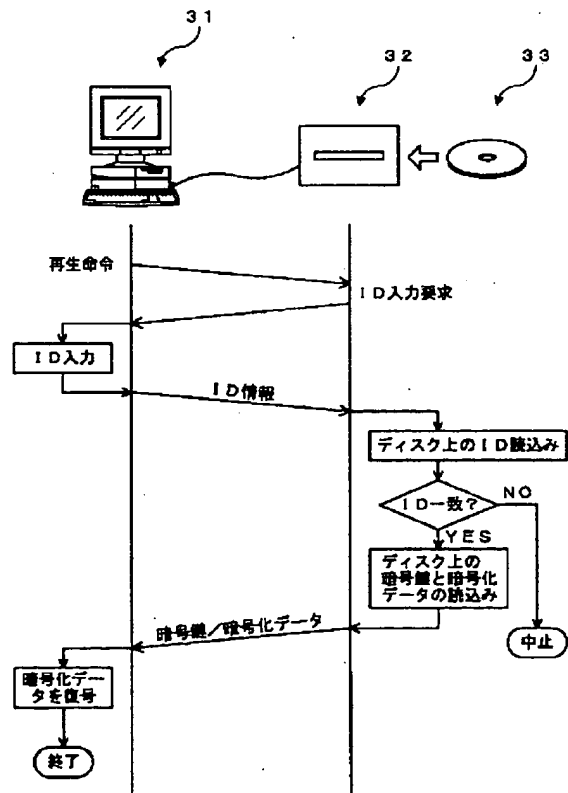 31
32
33
再生命令
ID入力要求
ID入力
ID情報
ディスク上のID読込み
ID一致?
NO
YES
ディスク上の
暗号鍵と暗号化
データの読込み
暗号鍵/暗号化データ
中止
暗号化デー
タを復号
終了